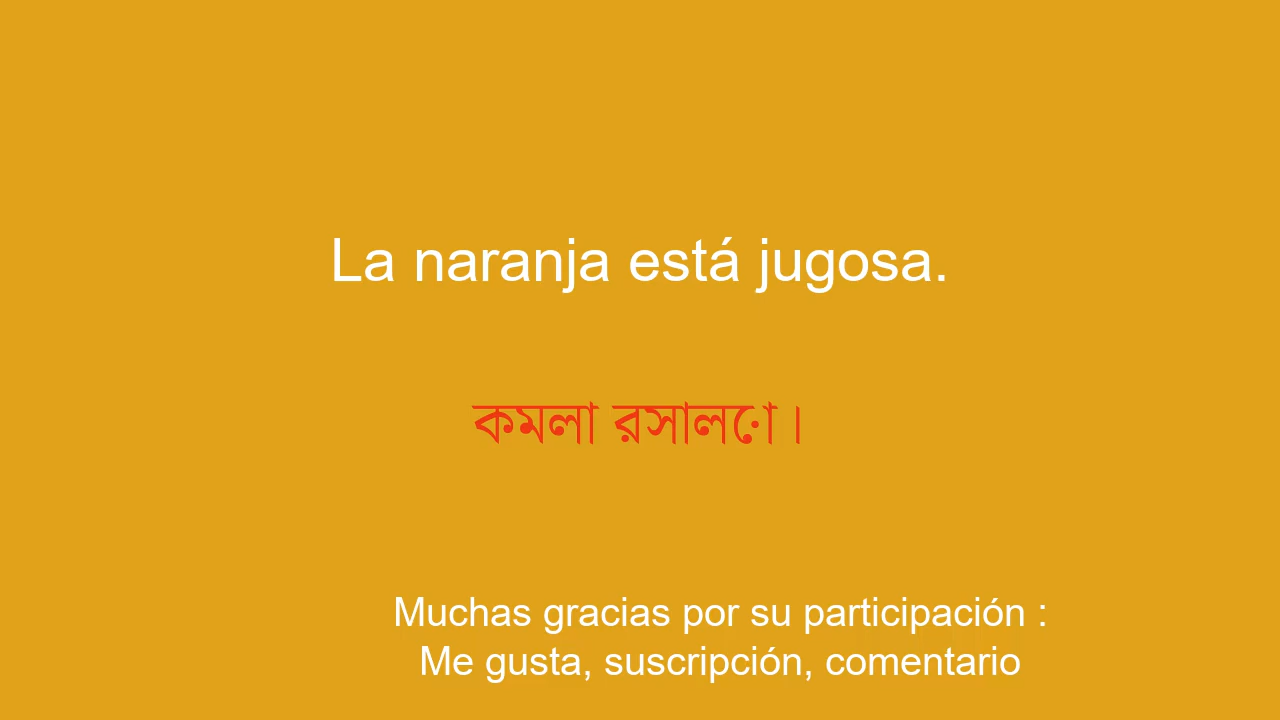 La naranja está jugosa.
কমলা রসালো।
Muchas gracias por su participación :
Me gusta, suscripción, comentario